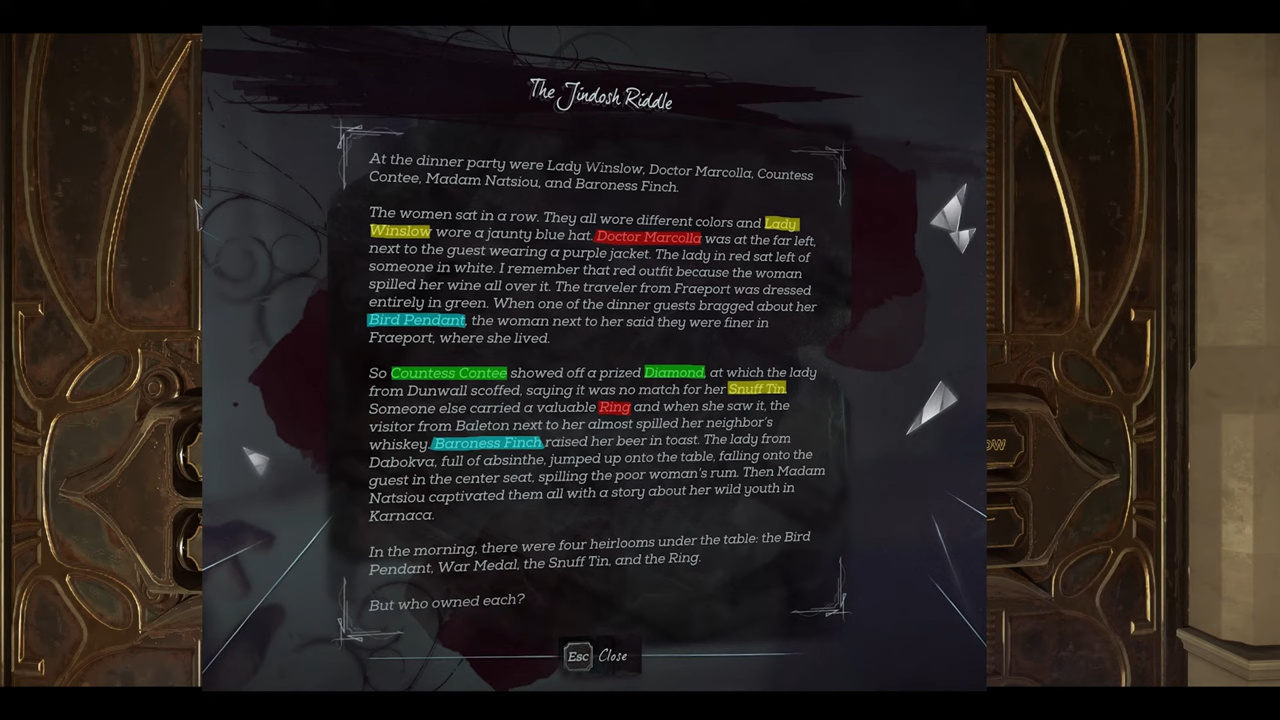 The Jindosh Riddle
At the dinner party were Lady Winslow, Doctor Marcolla, Countess
Contee, Madam Natsiou, and Baroness Finch.
The women sat in a row. They all wore different colors and Lady
Winslow wore a jaunty blue hat. Doctor Marcolla was at the far left,
next to the guest wearing a purple jacket. The lady in red sat left of
someone in white. I remember that red outfit because the woman
spilled her wine all over it. The traveler from Fraeport was dressed
entirely in green. When one of the dinner guests bragged about her
Bird Pendant, the woman next to her said they were finer in
Fraeport, where she lived.
So Countess Contee showed off a prized Diamond, at which the lady
from Dunwall scoffed, saying it was no match for her Snuff Tin.
Someone else carried a valuable Ring and when she saw it, the
visitor from Baleton next to her almost spilled her neighbor's
whiskey. Baroness Finch raised her beer in toast. The lady from
Dabokva, full of absinthe, jumped up onto the table, falling onto the
guest in the center seat, spilling the poor woman's rum. Then Madam
Natsiou captivated them all with a story about her wild youth in
Karnaca.
In the morning, there were four heirlooms under the table: the Bird
Pendant, War Medal, the Snuff Tin, and the Ring.
But who owned each?
Esc Close